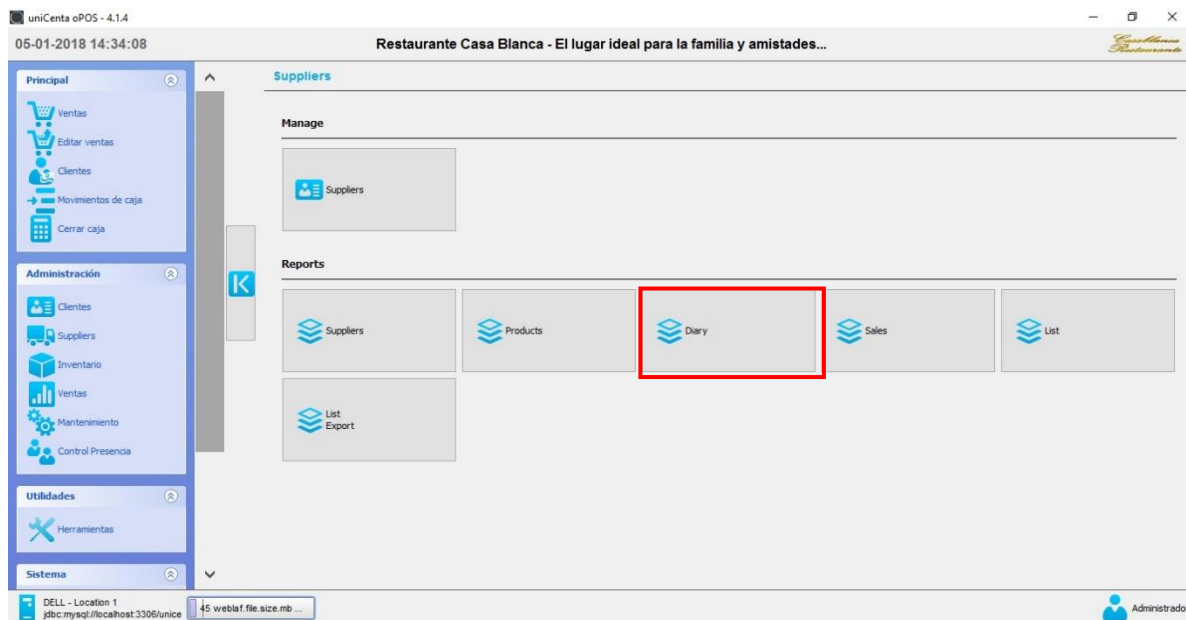 uniCenta oPOS - 4.1.4
05-01-2018 14:34:08
Restaurante Casa Blanca - El lugar ideal para la familia y amistades...
Casablanca
Restaurante
Principal
Ventas
Editar ventas
Clientes
Movimientos de caja
Cerrar caja
Administración
Clientes
Suppliers
Inventario
Ventas
Mantenimiento
Control Presencia
Utilidades
Herramientas
Sistema
Suppliers
Manage
Suppliers
Reports
Suppliers
Products
Diary
Sales
List
List
Export
DELL - Location 1
jdbc:mysql://localhost:3306/unice
45 weblaf.file.size.mb ...
Administrado